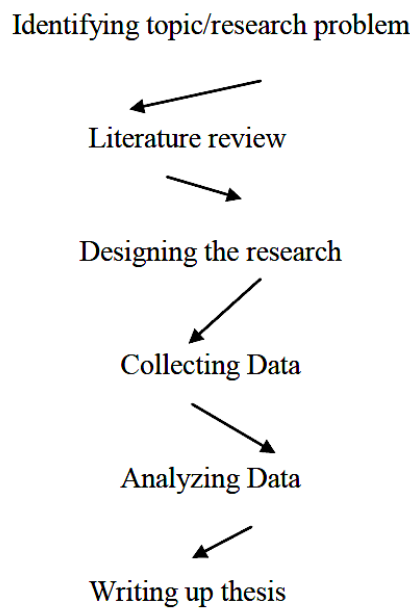 Identifying topic/research problem
Literature review
Designing the research
Collecting Data
Analyzing Data
Writing up thesis